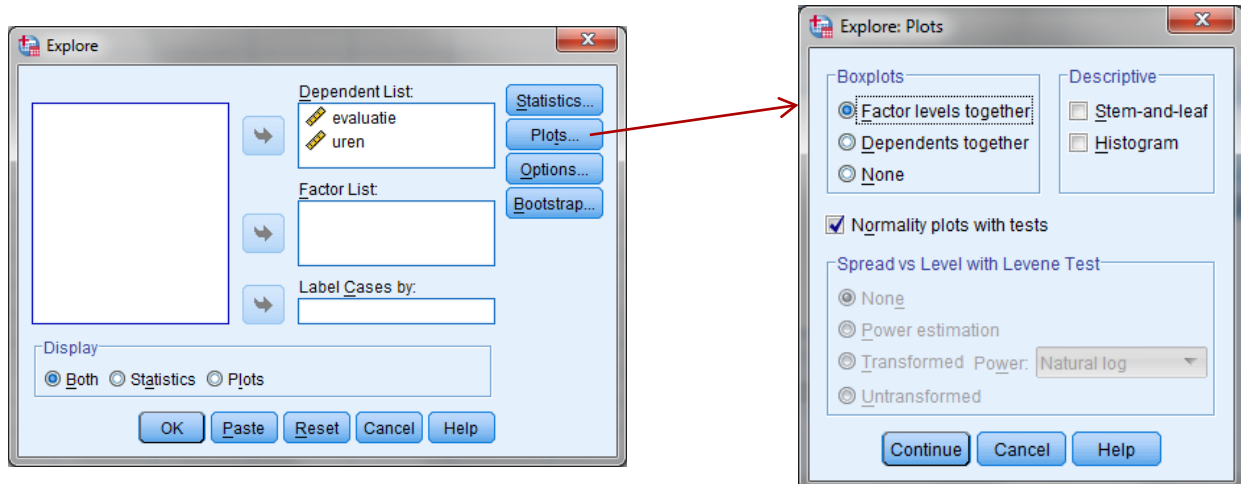 Explore
Dependent List:
evaluatie
uren
Factor List:
Label Cases by:
Statistics...
Plots...
Options...
Bootstrap...
Display
Both Statistics Plots
OK Paste Reset Cancel Help
Explore: Plots
Boxplots
Factor levels together
Dependents together
None
Descriptive
Stem-and-leaf
Histogram
Normality plots with tests
Spread vs Level with Levene Test
None
Power estimation
Transformed Power: Natural log
Untransformed
Continue Cancel Help